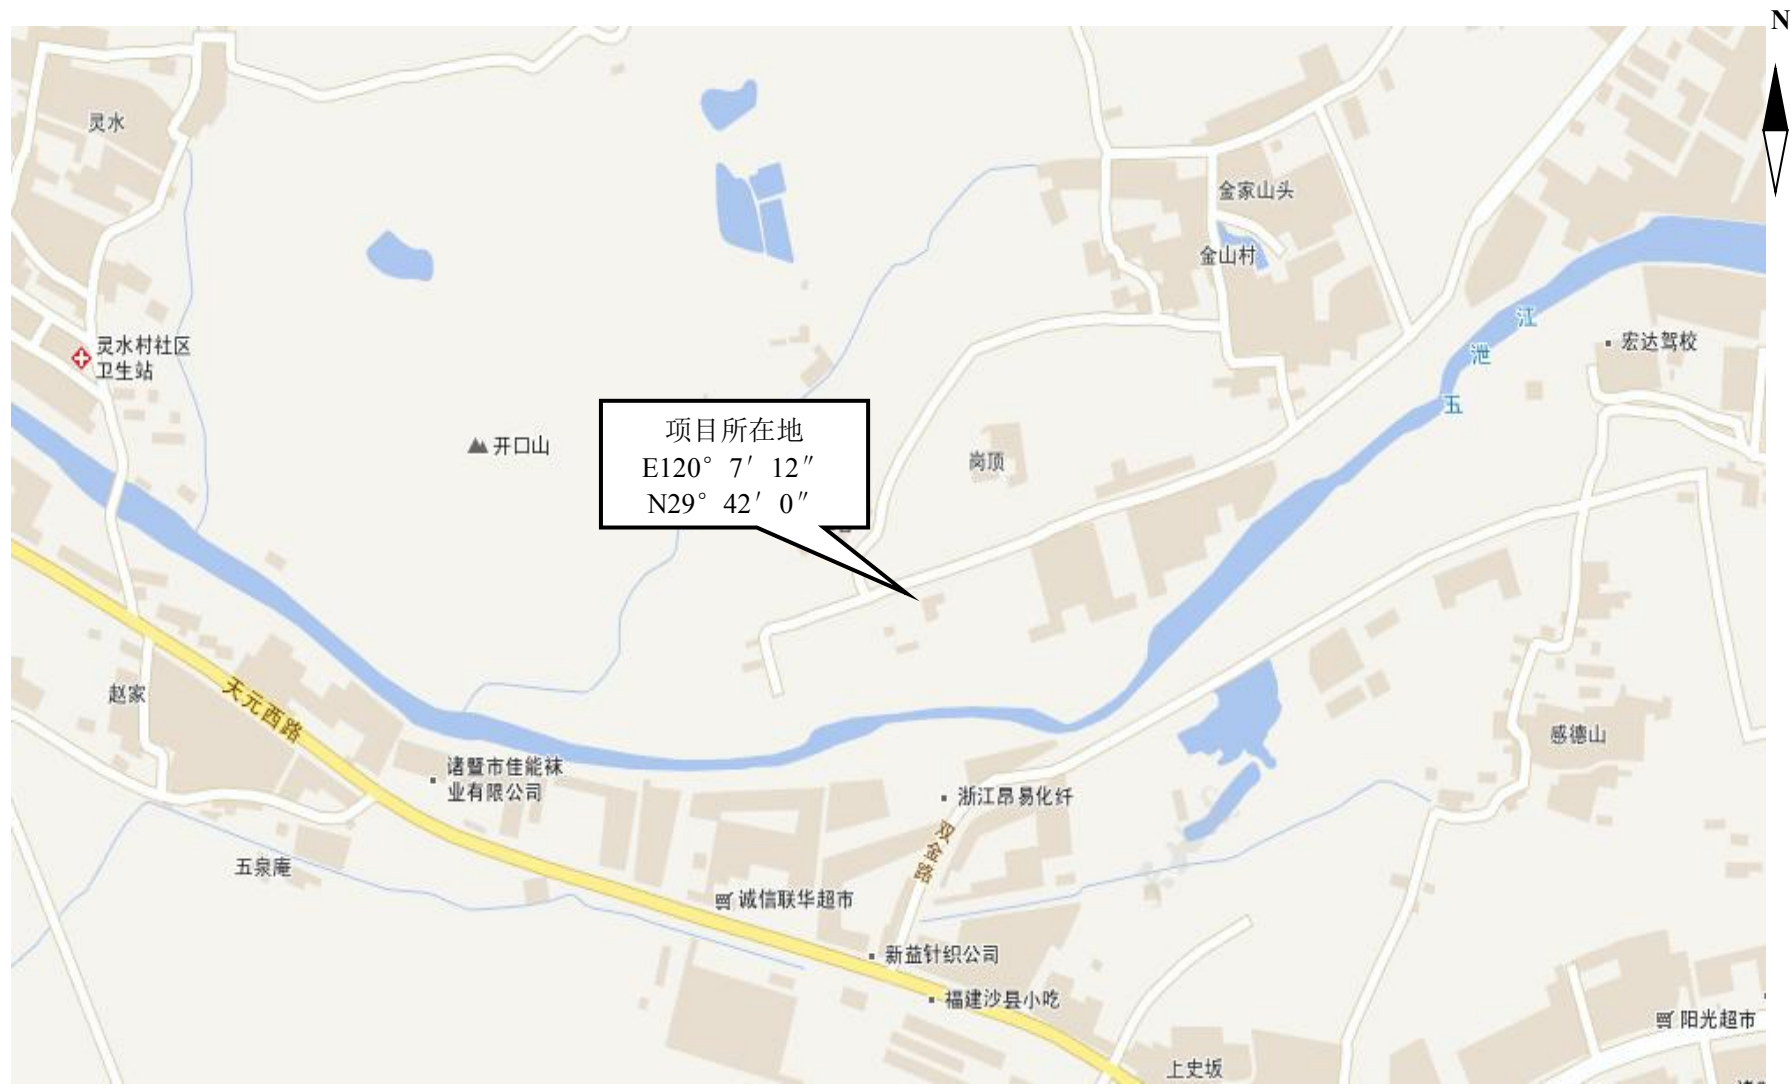 N
灵水
金家山头
金山村
江
泄
五
宏达驾校
灵水村社区
卫生站
开口山
项目所在地
E120° 7′ 12″
N29° 42′ 0″
岗顶
赵家
天元西路
感德山
诸暨市佳能袜
业有限公司
浙江昂易化纤
双金路
五泉庵
诚信联华超市
新益针织公司
福建沙县小吃
阳光超市
上史坂